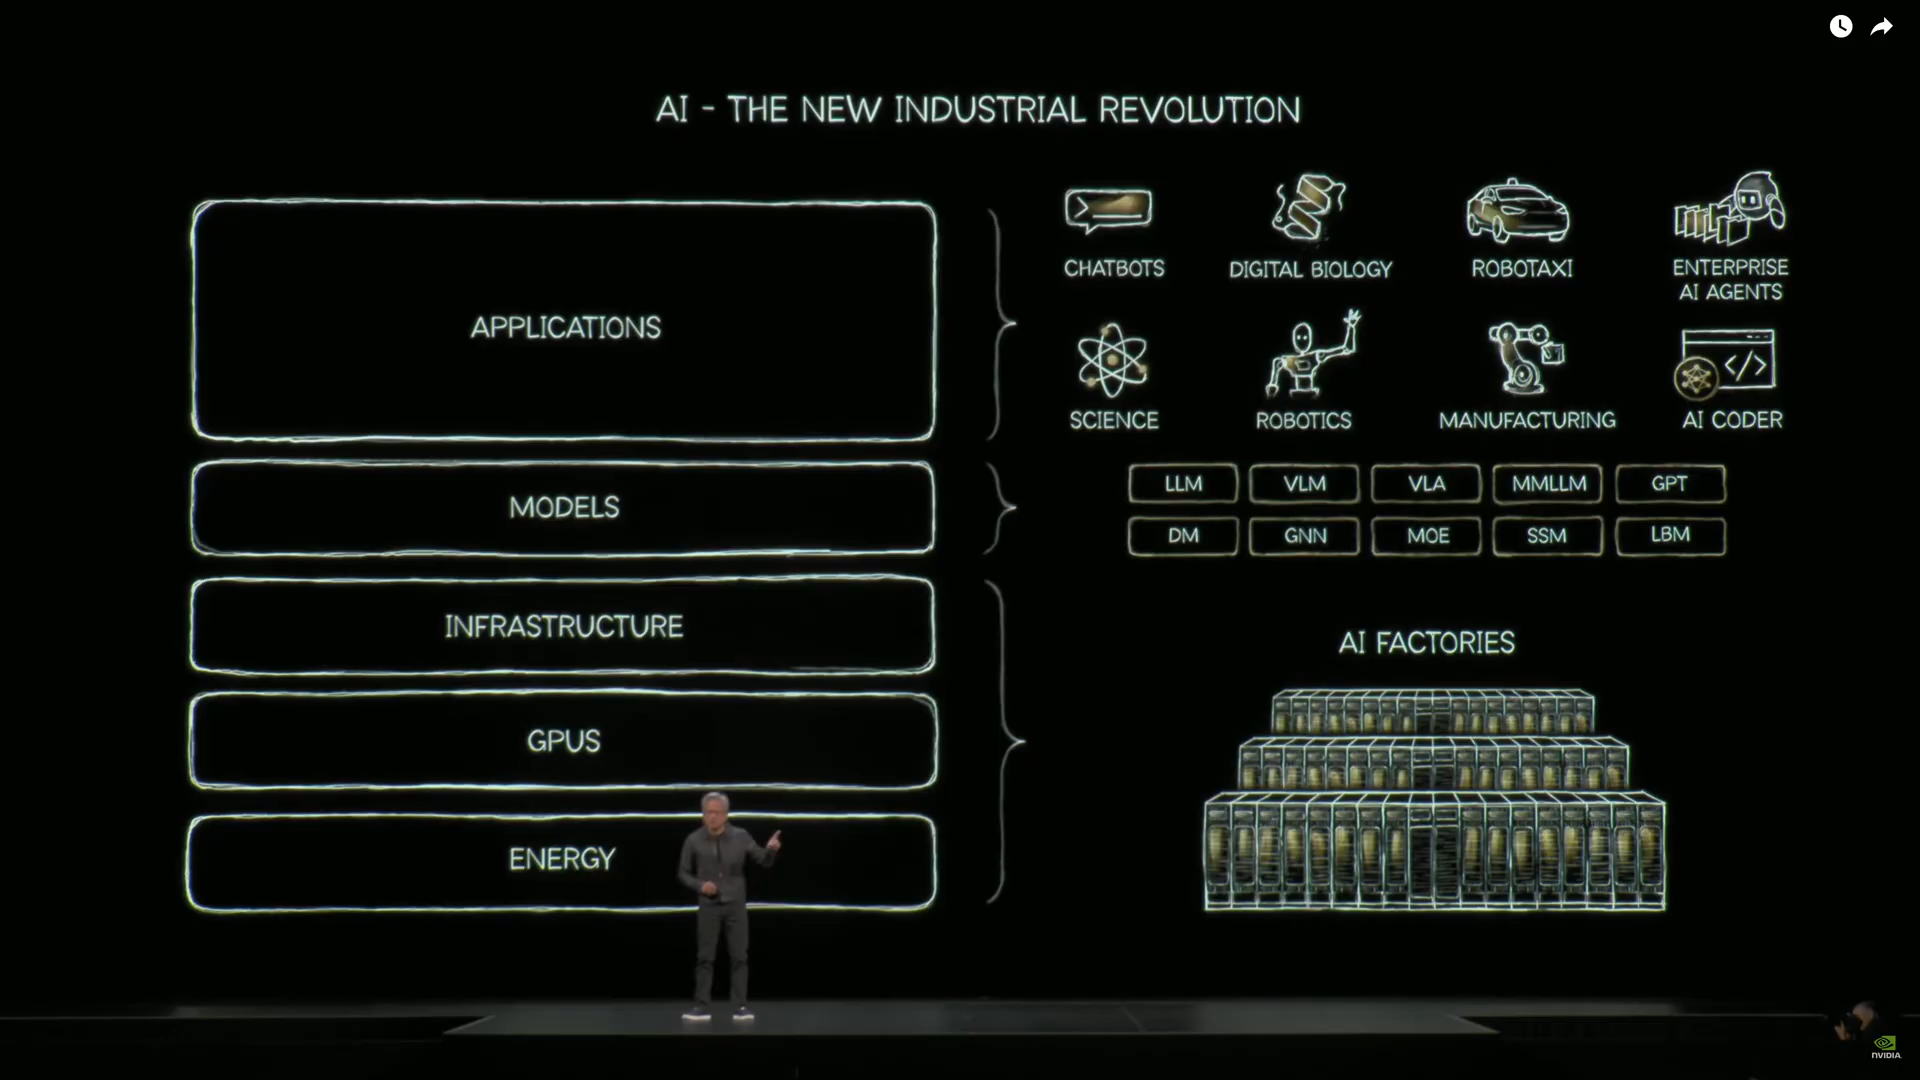 AI - THE NEW INDUSTRIAL REVOLUTION
APPLICATIONS
CHATBOTS
DIGITAL BIOLOGY
ROBOTAXI
ENTERPRISE
AI AGENTS
SCIENCE
ROBOTICS
MANUFACTURING
AI CODER
MODELS
LLM
VLM
VLA
MMLLM
GPT
DM
GNN
MOE
SSM
LBM
INFRASTRUCTURE
GPUS
ENERGY
AI FACTORIES
NVIDIA